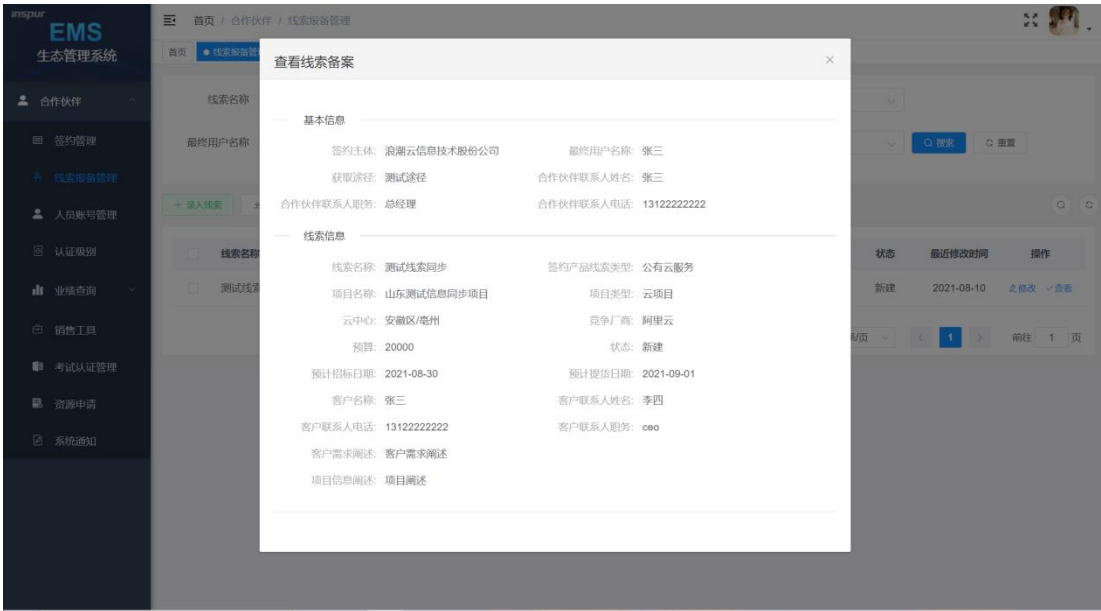 inspur
EMS
生态管理系统
首页 / 合作伙伴 / 线索报备管理
首页 线索报备管
合作伙伴
签约管理
线索报备管理
人员账号管理
认证级别
业绩查询
销售工具
考试认证管理
资源申请
系统通知
线索名称
最终用户名称
搜索 重置
+ 录入线索
线索名称 状态 最近修改时间 操作
测试线索 新建 2021-08-10 修改 查看
/页 1 前往 1 页
查看线索备案 ×
基本信息
签约主体: 浪潮云信息技术股份公司 最终用户名称: 张三
获取途径: 测试途径 合作伙伴联系人姓名: 张三
合作伙伴联系人职务: 总经理 合作伙伴联系人电话: 13122222222
线索信息
线索名称: 测试线索同步 签约产品线索类型: 公有云服务
项目名称: 山东测试信息同步项目 项目类型: 云项目
云中心: 安徽区/亳州 竞争厂商: 阿里云
预算: 20000 状态: 新建
预计招标日期: 2021-08-30 预计提货日期: 2021-09-01
客户名称: 张三 客户联系人姓名: 李四
客户联系人电话: 13122222222 客户联系人职务: ceo
客户需求阐述: 客户需求阐述
项目信息阐述: 项目阐述